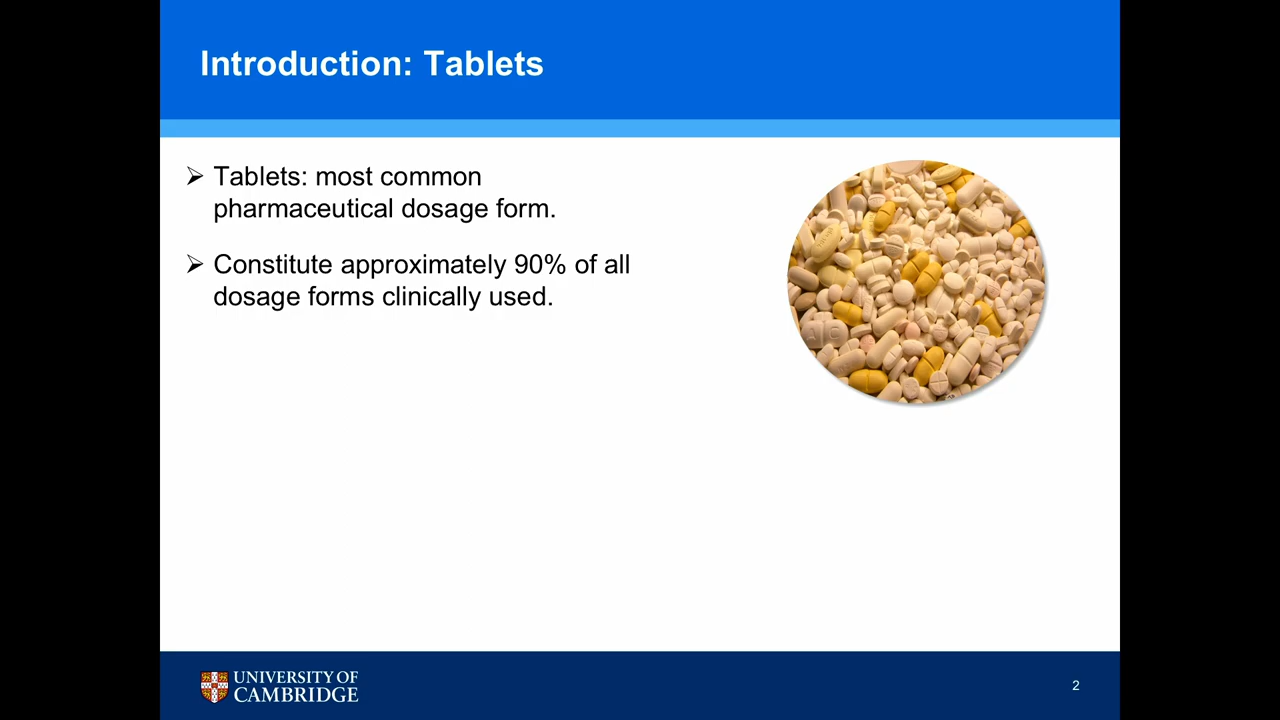 Introduction: Tablets
➢ Tablets: most common
pharmaceutical dosage form.
➢ Constitute approximately 90% of all
dosage forms clinically used.
UNIVERSITY OF
CAMBRIDGE
2